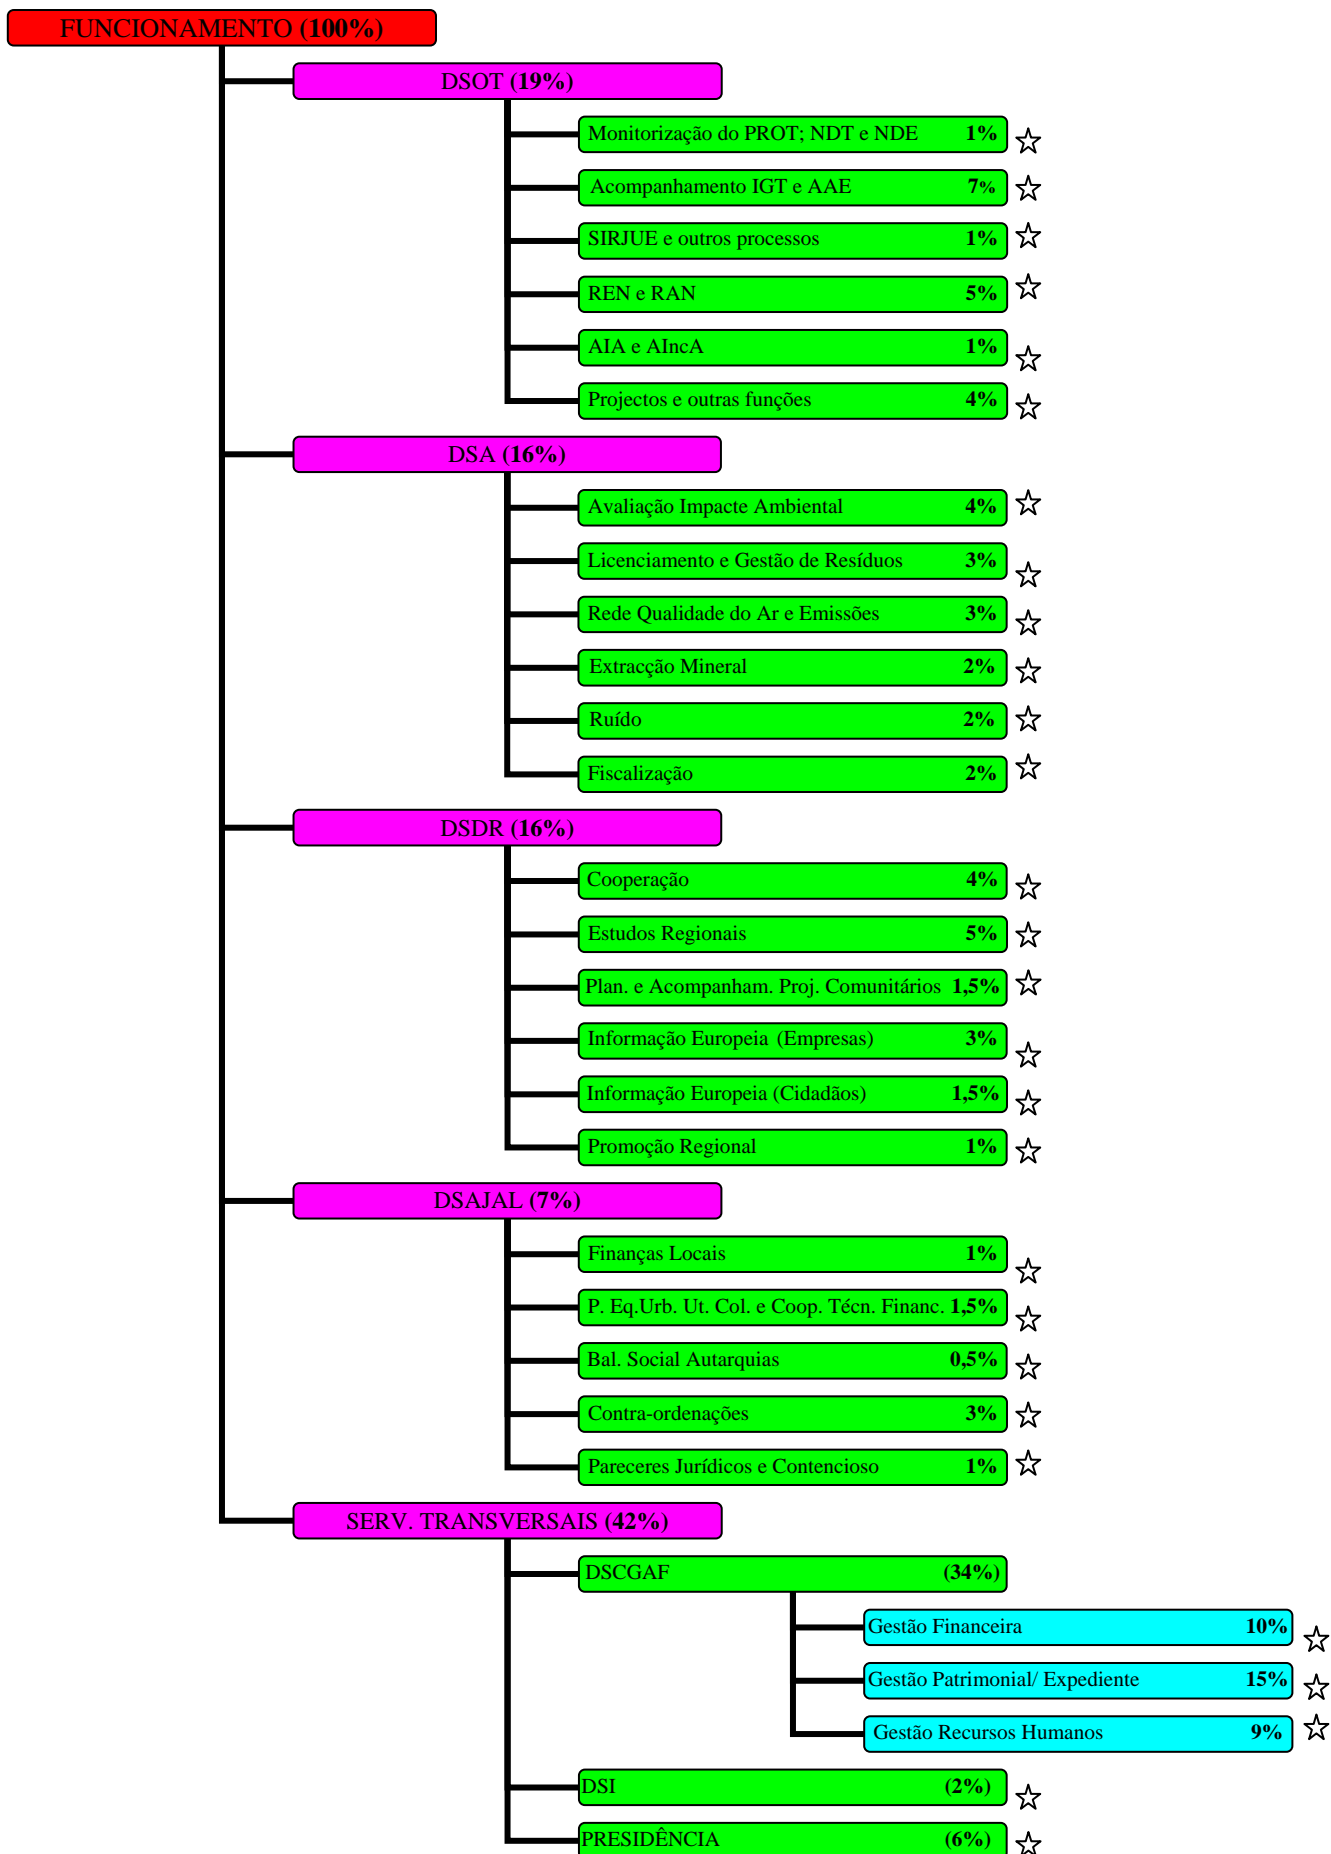 FUNCIONAMENTO (100%)
DSOT (19%)
Monitorização do PROT; NDT e NDE 1%
Acompanhamento IGT e AAE 7%
SIRJUE e outros processos 1%
REN e RAN 5%
AIA e AIncA 1%
Projectos e outras funções 4%
DSA (16%)
Avaliação Impacte Ambiental 4%
Licenciamento e Gestão de Resíduos 3%
Rede Qualidade do Ar e Emissões 3%
Extracção Mineral 2%
Ruído 2%
Fiscalização 2%
DSDR (16%)
Cooperação 4%
Estudos Regionais 5%
Plan. e Acompanham. Proj. Comunitários 1,5%
Informação Europeia (Empresas) 3%
Informação Europeia (Cidadãos) 1,5%
Promoção Regional 1%
DSAJAL (7%)
Finanças Locais 1%
P. Eq.Urb. Ut. Col. e Coop. Técn. Financ. 1,5%
Bal. Social Autarquias 0,5%
Contra-ordenações 3%
Pareceres Jurídicos e Contencioso 1%
SERV. TRANSVERSAIS (42%)
DSCGAF (34%)
Gestão Financeira 10%
Gestão Patrimonial/ Expediente 15%
Gestão Recursos Humanos 9%
DSI (2%)
PRESIDÊNCIA (6%)